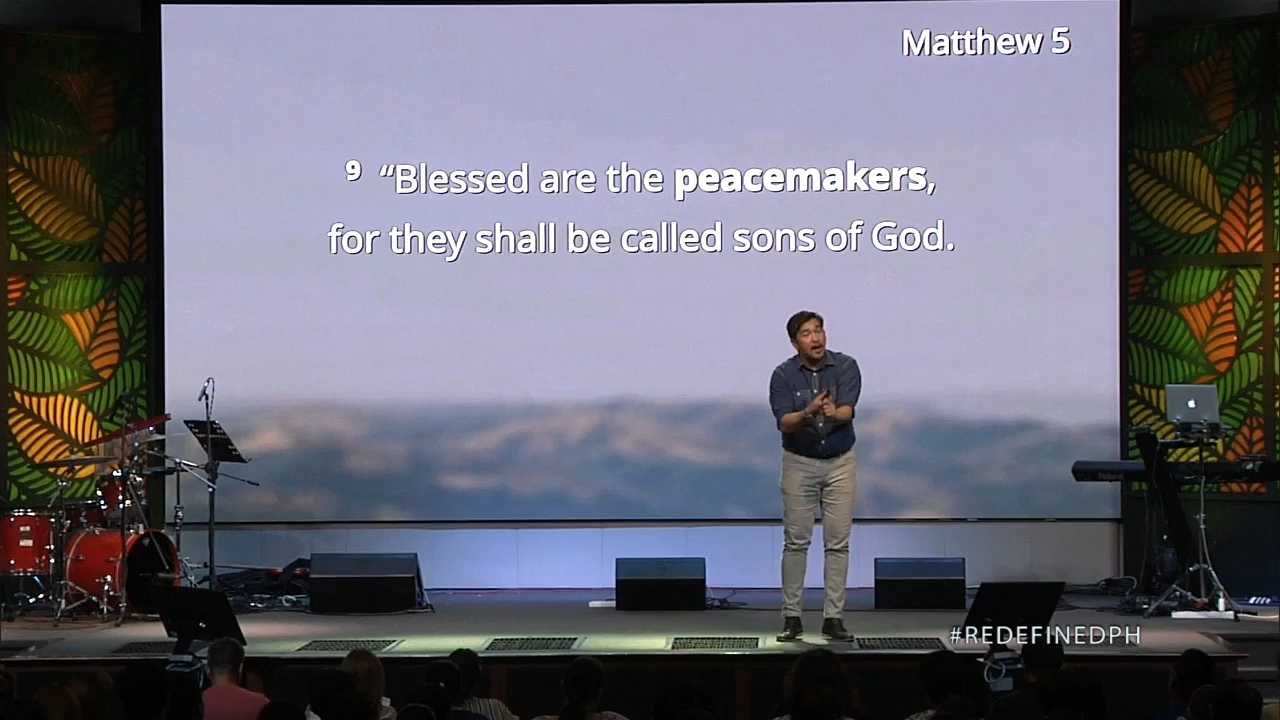 Matthew 5
9 “Blessed are the peacemakers,
for they shall be called sons of God.
#REDEFINEDPH